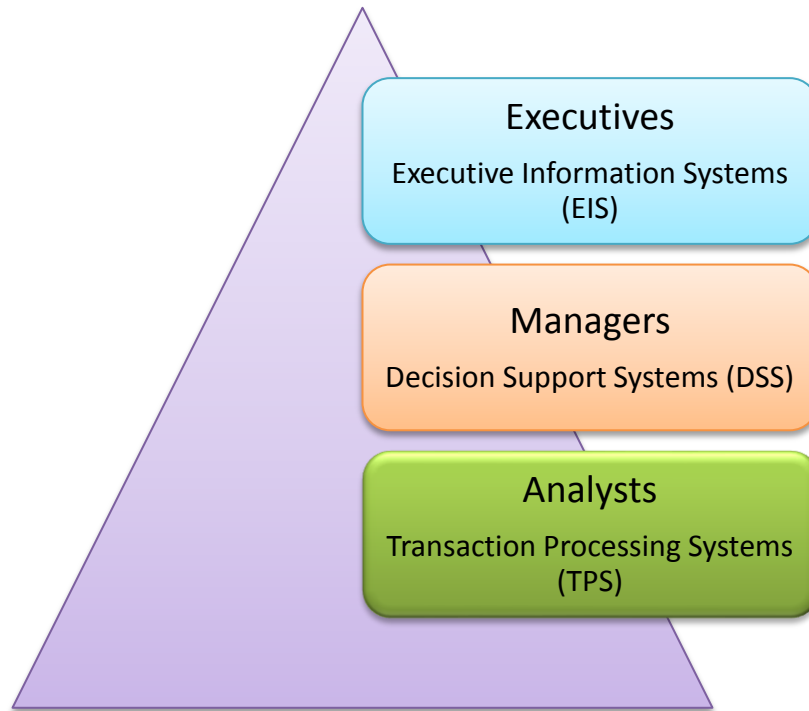 Executives
Executive Information Systems
(EIS)
Managers
Decision Support Systems (DSS)
Analysts
Transaction Processing Systems
(TPS)